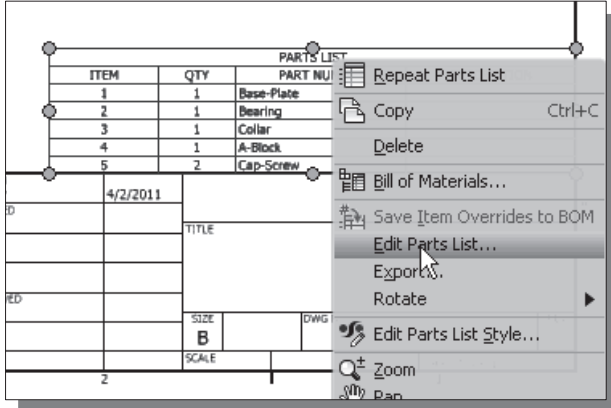 PARTS LIST
ITEM QTY PART NU
1 1 Base-Plate
2 1 Bearing
3 1 Collar
4 1 A-Block
5 2 Cap-Screw
4/2/2011
TITLE
SIZE
B
DWG
SCALE
2
Repeat Parts List
Copy Ctrl+C
Delete
Bill of Materials...
Save Item Overrides to BOM
Edit Parts List...
Export...
Rotate
Edit Parts List Style...
Zoom
Pan